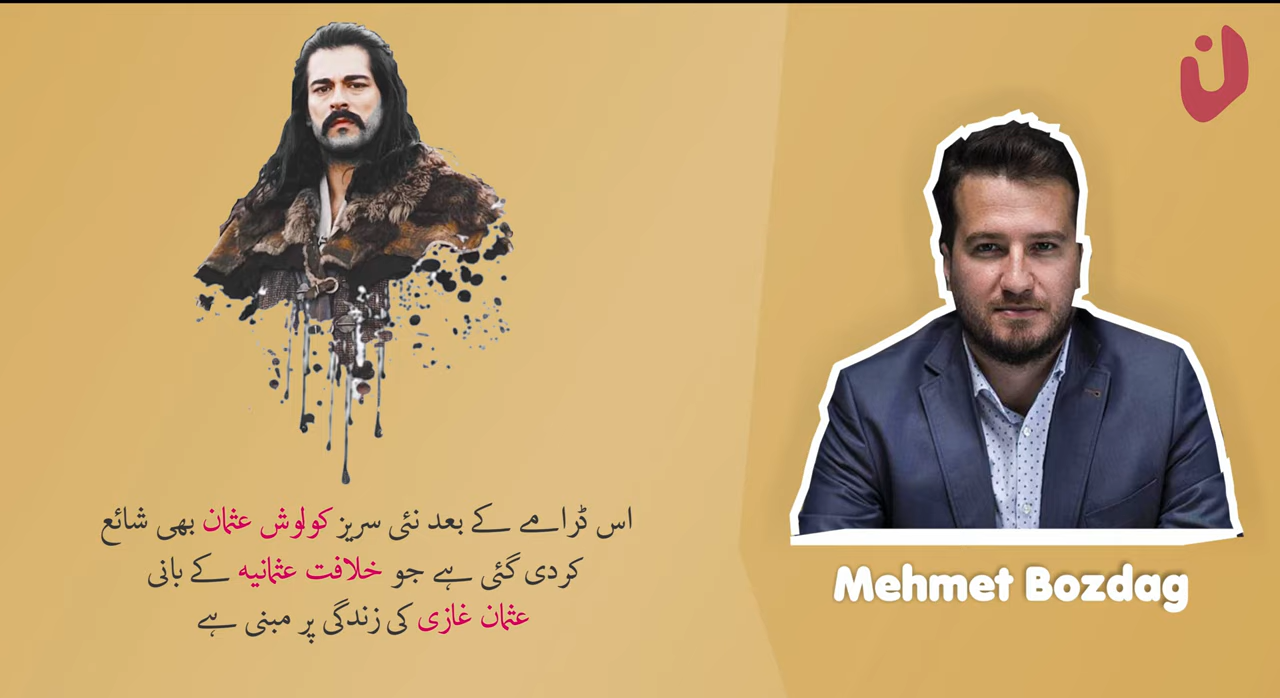 اس ڈرامے کے بعد نئی سریز کولوش عثمان بھی شائع
کردی گئی ہے جو خلافت عثمانیہ کے بانی
عثمان غازی کی زندگی پر مبنی ہے
Mehmet Bozdag